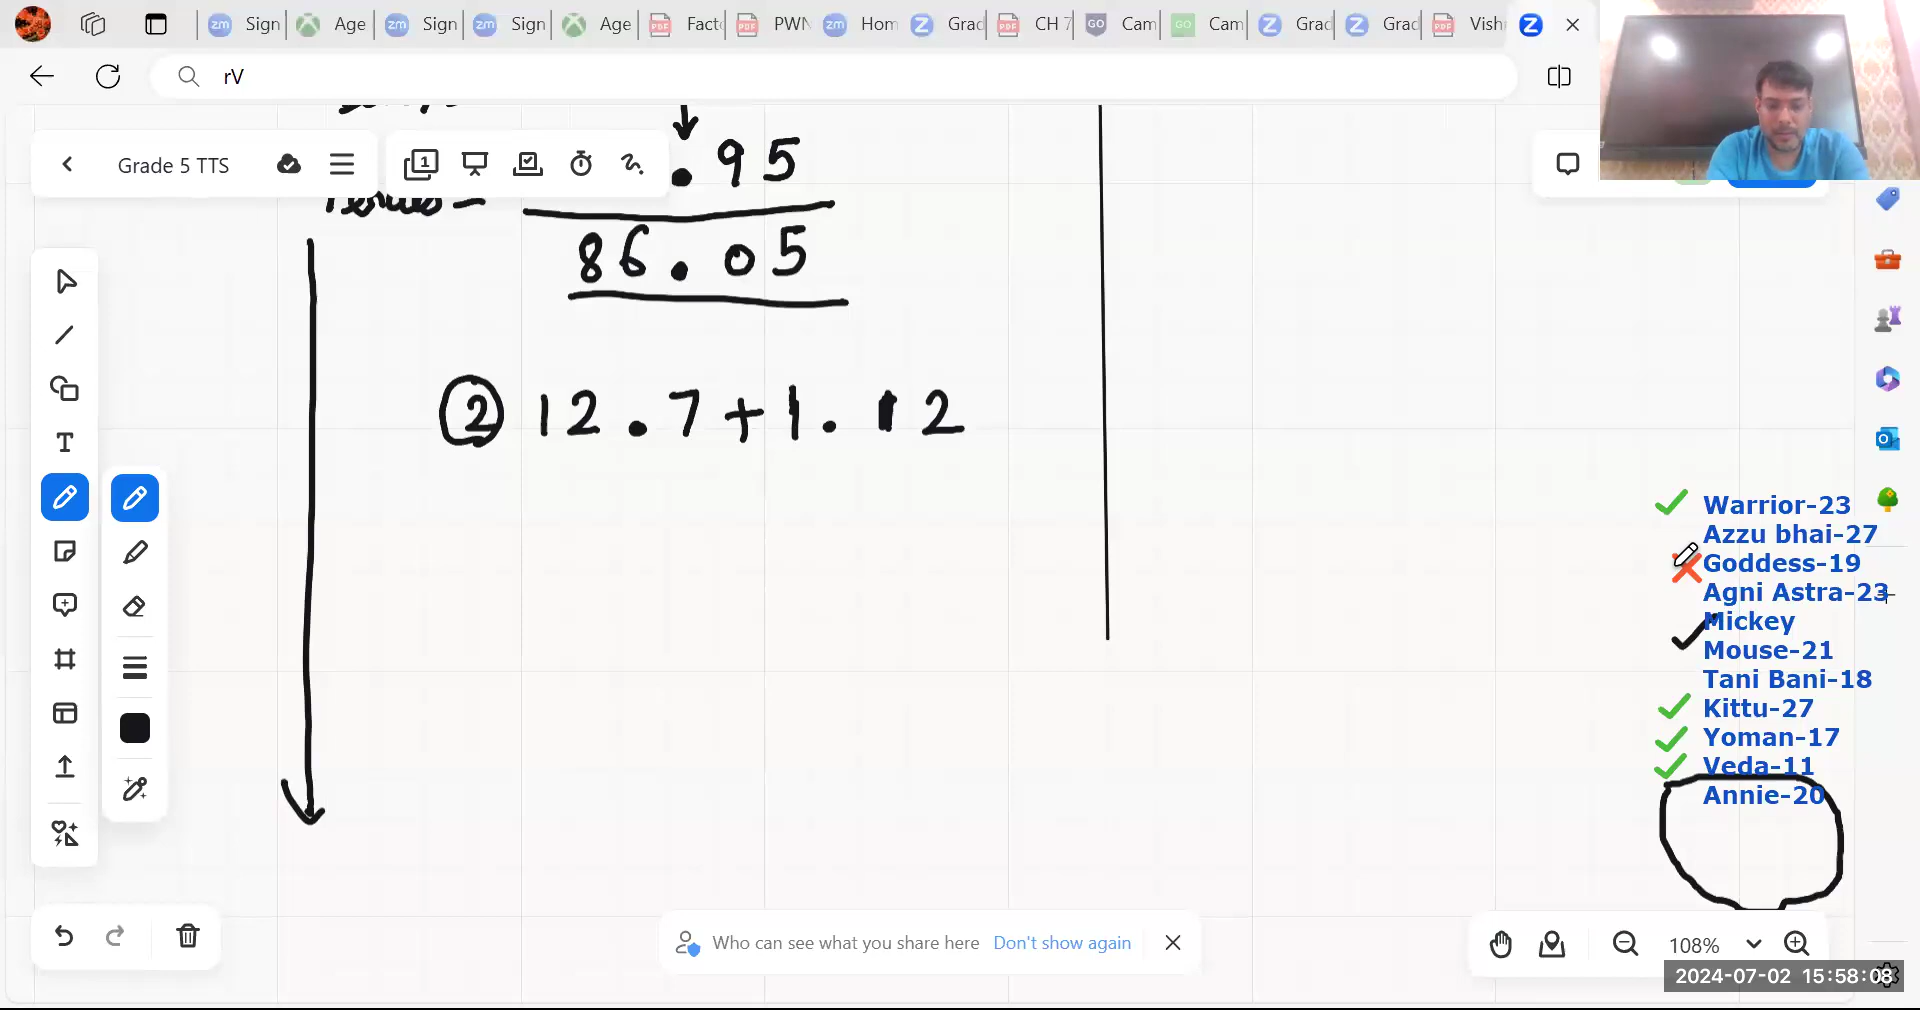 Sign
Age
Sign
Sign
Age
Facto
PWN
Hom
Grad
CH 7
Cam
Cam
Grad
Grad
Vish
rV
Grade 5 TTS
1
.95
86.05
② 12.7+1.12
Warrior-23
Azzu bhai-27
Goddess-19
Agni Astra-23
Mickey
Mouse-21
Tani Bani-18
Kittu-27
Yoman-17
Veda-11
Annie-20
Who can see what you share here Don't show again
108%
2024-07-02 15:58:08